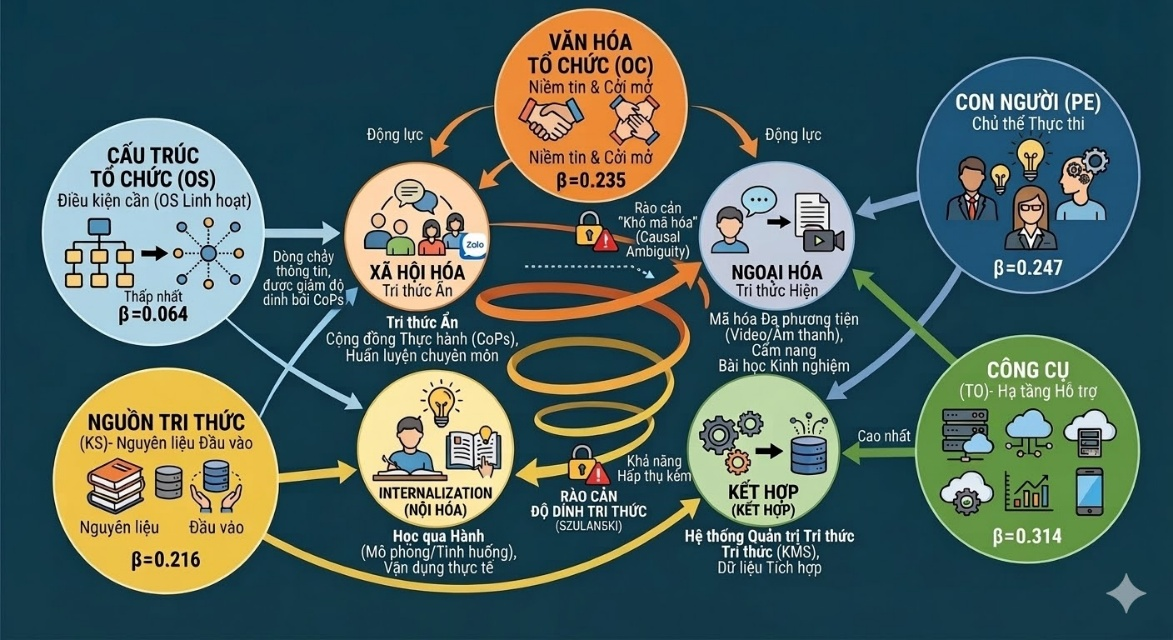 VĂN HÓA
TỔ CHỨC (OC)
Niềm tin & Cởi mở
Niềm tin & Cởi mở
β=0.235
Động lực
Động lực
CẤU TRÚC
TỔ CHỨC (OS)
Điều kiện cần (OS Linh hoạt)
Thấp nhất
β=0.064
CON NGƯỜI (PE)
Chủ thể Thực thi
β=0.247
Zalo
XÃ HỘI HÓA
Tri thức Ẩn
Dòng chảy
thông tin,
được giảm độ
dính bởi CoPs
Tri thức Ẩn
Cộng đồng Thực hành (CoPs),
Huấn luyện chuyên môn
Rào cản
"Khó mã hóa"
(Causal
Ambiguity)
NGOẠI HÓA
Tri thức Hiện
Mã hóa Đa phương tiện
(Video/Âm thanh),
Cẩm nang
Bài học Kinh nghiệm
NGUỒN TRI THỨC
(KS)- Nguyên liệu Đầu vào
Nguyên liệu
Đầu vào
β=0.216
INTERNALIZATION
(NỘI HÓA)
Học qua Hành
(Mô phỏng/Tình huống),
Vận dụng thực tế
Khả năng
Hấp thụ kém
RÀO CẢN
ĐỘ DÍNH TRI THỨC
(SZULANSKI)
KẾT HỢP
(KẾT HỢP)
Hệ thống Quản trị Tri thức
Tri thức (KMS),
Dữ liệu Tích hợp
Cao nhất
CÔNG CỤ
(TO)- Hạ tầng Hỗ trợ
β=0.314